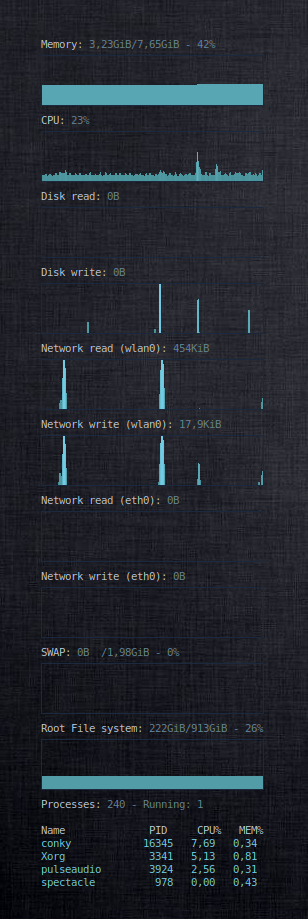 Memory: 3,23GiB/7,65GiB - 42%
CPU: 23%
Disk read: 0B
Disk write: 0B
Network read (wlan0): 454KiB
Network write (wlan0): 17,9KiB
Network read (eth0): 0B
Network write (eth0): 0B
SWAP: 0B  /1,98GiB - 0%
Root File system: 222GiB/913GiB - 26%
Processes: 240 - Running: 1
Name PID CPU% MEM%
conky 16345 7,69 0,34
Xorg 3341 5,13 0,81
pulseaudio 3924 2,56 0,31
spectacle 978 0,00 0,43